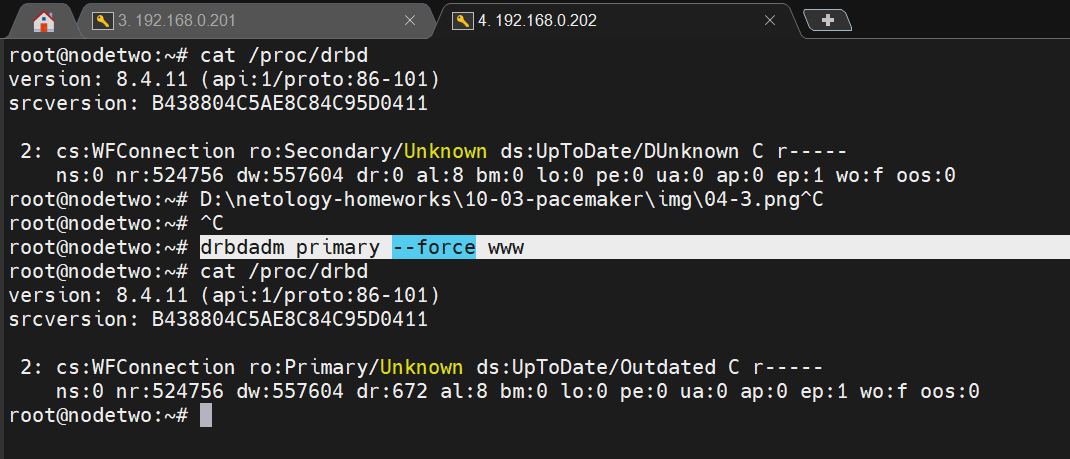 3. 192.168.0.201
4. 192.168.0.202
root@nodetwo:~# cat /proc/drbd
version: 8.4.11 (api:1/proto:86-101)
srcversion: B438804C5AE8C84C95D0411
2: cs:WFConnection ro:Secondary/Unknown ds:UpToDate/DUnknown C r-----
ns:0 nr:524756 dw:557604 dr:0 al:8 bm:0 lo:0 pe:0 ua:0 ap:0 ep:1 wo:f oos:0
root@nodetwo:~# D:\netology-homeworks\10-03-pacemaker\img\04-3.png^C
root@nodetwo:~# ^C
root@nodetwo:~# drbdadm primary --force www
root@nodetwo:~# cat /proc/drbd
version: 8.4.11 (api:1/proto:86-101)
srcversion: B438804C5AE8C84C95D0411
2: cs:WFConnection ro:Primary/Unknown ds:UpToDate/Outdated C r-----
ns:0 nr:524756 dw:557604 dr:672 al:8 bm:0 lo:0 pe:0 ua:0 ap:0 ep:1 wo:f oos:0
root@nodetwo:~#